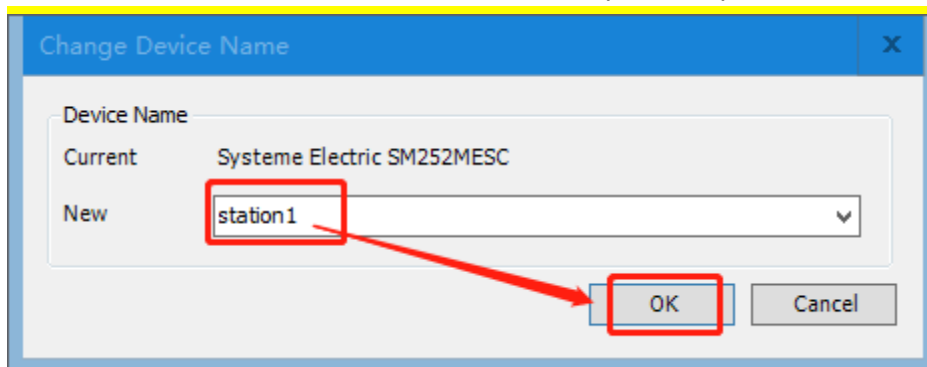 Change Device Name
x
Device Name
Current Systeme Electric SM252MESC
New station1
OK Cancel